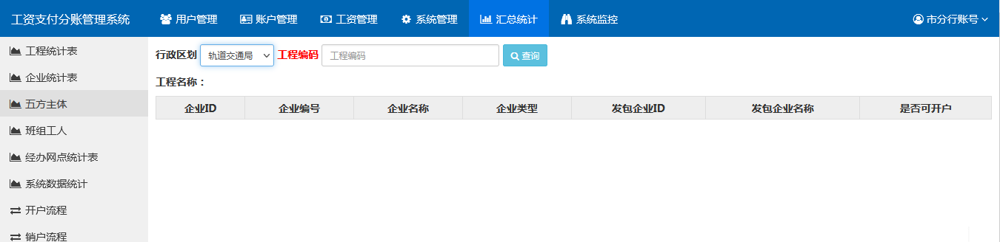 工资支付分账管理系统 用户管理 账户管理 工资管理 系统管理 汇总统计 系统监控 市分行账号
工程统计表
企业统计表
五方主体
班组工人
经办网点统计表
系统数据统计
开户流程
销户流程
行政区划 轨道交通局 工程编码 工程编码 查询
工程名称：
企业ID 企业编号 企业名称 企业类型 发包企业ID 发包企业名称 是否可开户